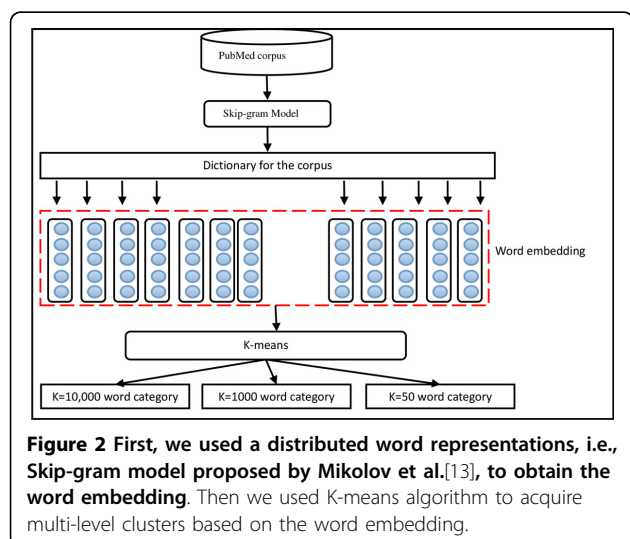 PubMed corpus
Skip-gram Model
Dictionary for the corpus
Word embedding
K-means
K=10,000 word category
K=1000 word category
K=50 word category
Figure 2 First, we used a distributed word representations, i.e.,
Skip-gram model proposed by Mikolov et al.[13], to obtain the
word embedding. Then we used K-means algorithm to acquire
multi-level clusters based on the word embedding.